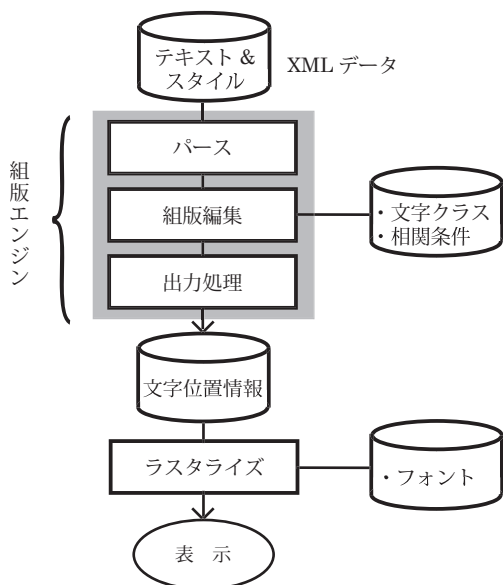 テキスト &
スタイル
XML データ
組版エンジン
パース
組版編集
・文字クラス
・相関条件
出力処理
文字位置情報
ラスタライズ
・フォント
表 示